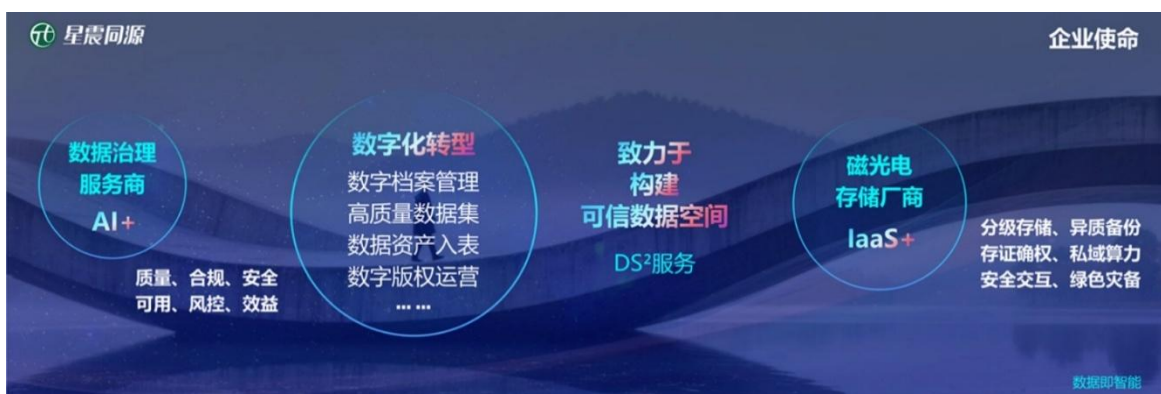 星震同源
企业使命
数据治理
服务商
AI+
质量、合规、安全
可用、风控、效益
数字化转型
数字档案管理
高质量数据集
数据资产入表
数字版权运营
... ...
致力于
构建
可信数据空间
DS²服务
磁光电
存储厂商
IaaS+
分级存储、异质备份
存证确权、私域算力
安全交互、绿色灾备
数据即智能